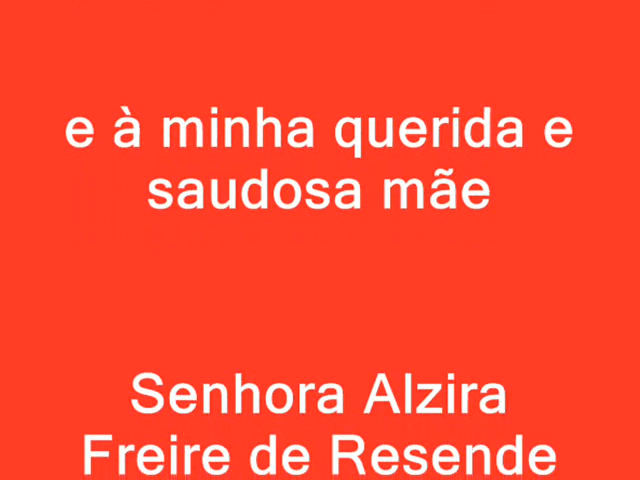 e à minha querida e
saudosa mãe
Senhora Alzira
Freire de Resende